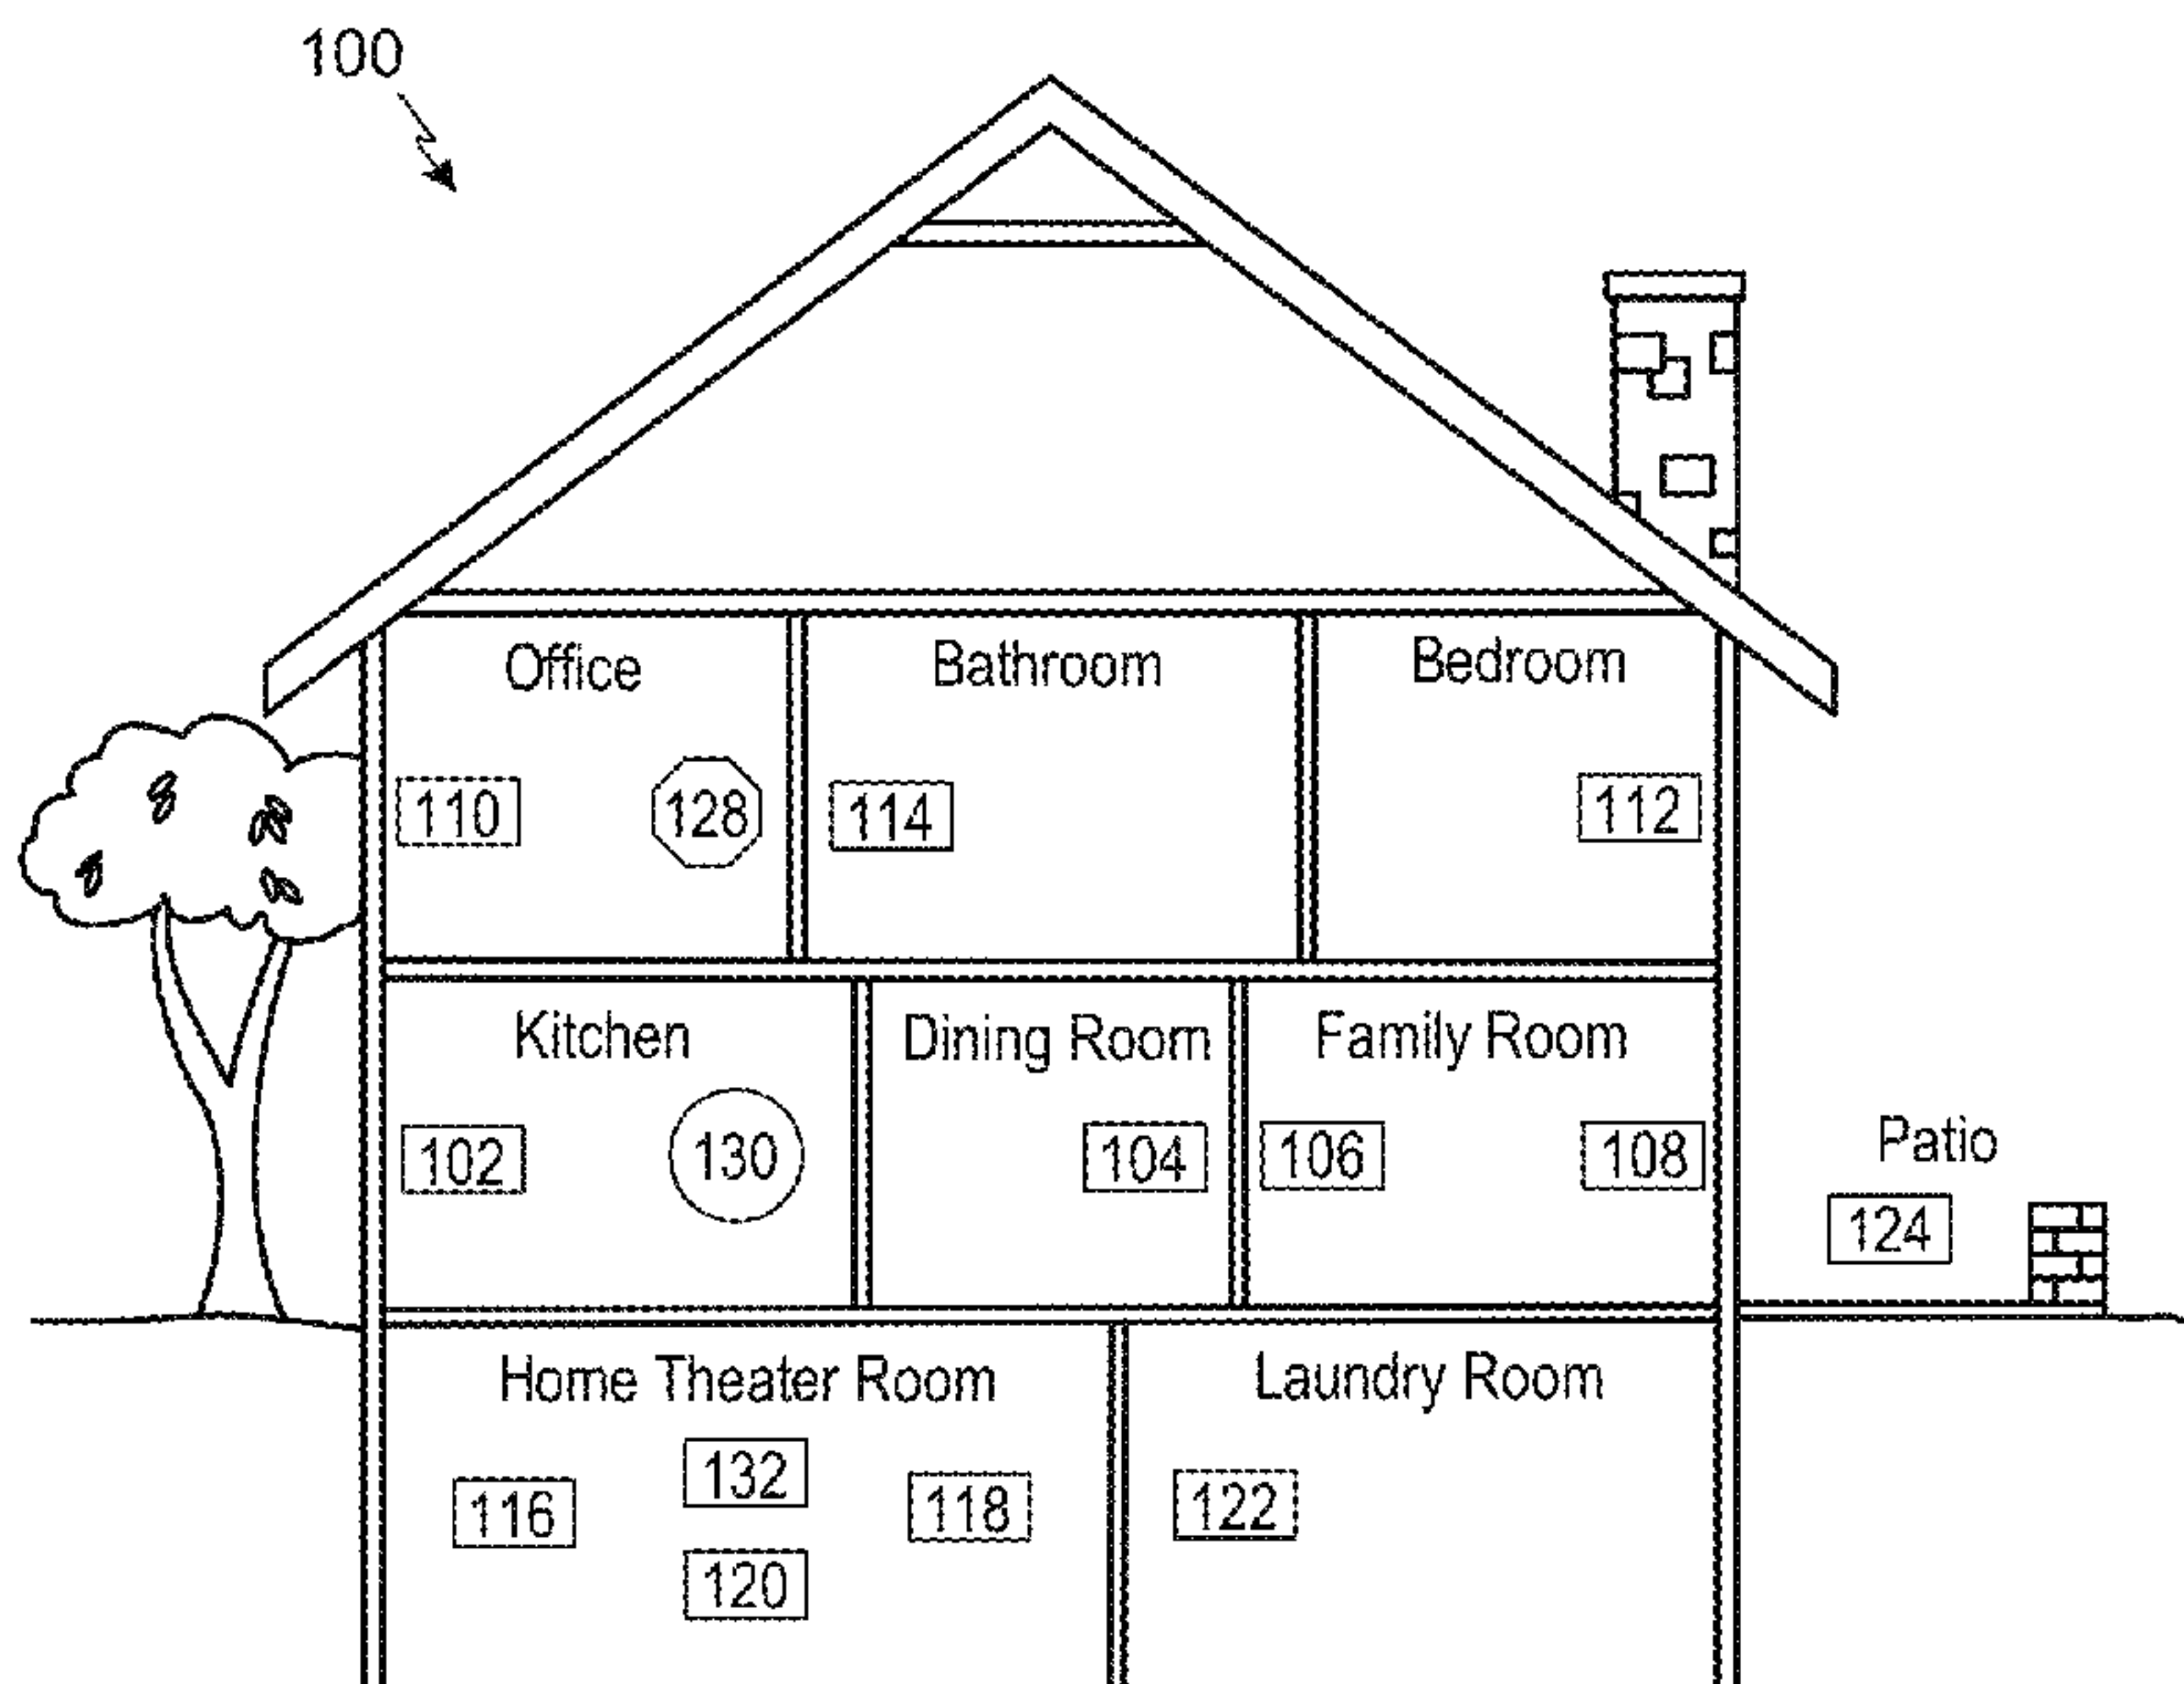 100
Office
Bathroom
Bedroom
110
128
114
112
Kitchen
Dining Room
Family Room
102
130
104
106
108
Patio
124
Home Theater Room
Laundry Room
116
132
118
120
122